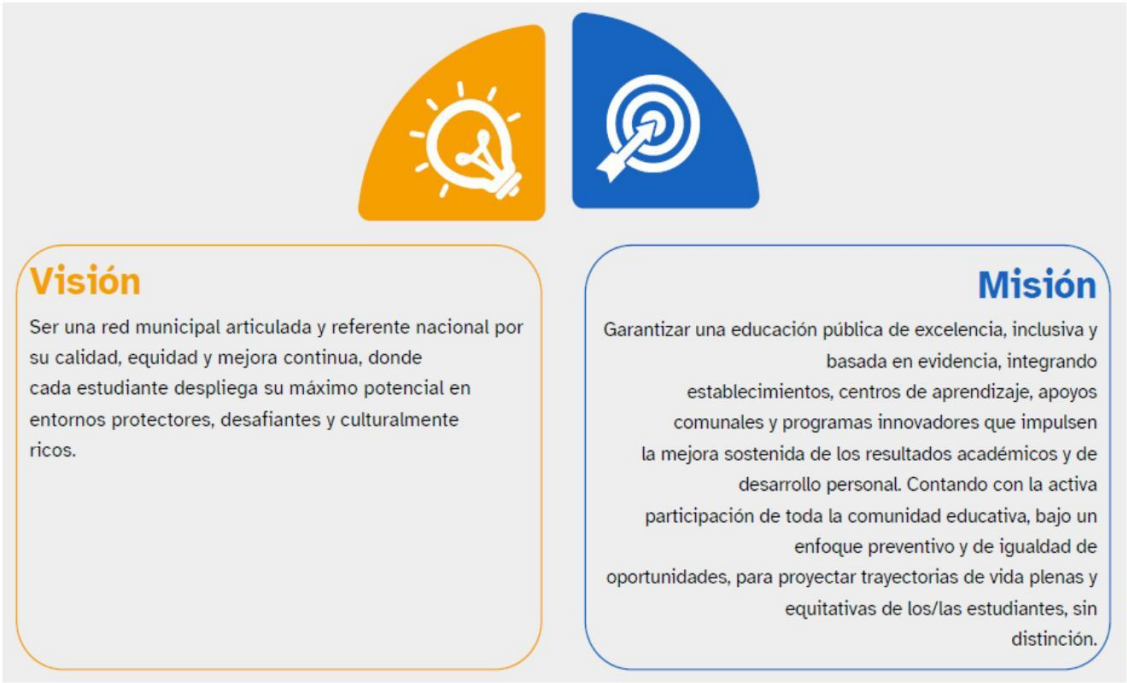 Visión
Ser una red municipal articulada y referente nacional por
su calidad, equidad y mejora continua, donde
cada estudiante despliega su máximo potencial en
entornos protectores, desafiantes y culturalmente
ricos.
Misión
Garantizar una educación pública de excelencia, inclusiva y
basada en evidencia, integrando
establecimientos, centros de aprendizaje, apoyos
comunales y programas innovadores que impulsen
la mejora sostenida de los resultados académicos y de
desarrollo personal. Contando con la activa
participación de toda la comunidad educativa, bajo un
enfoque preventivo y de igualdad de
oportunidades, para proyectar trayectorias de vida plenas y
equitativas de los/las estudiantes, sin
distinción.